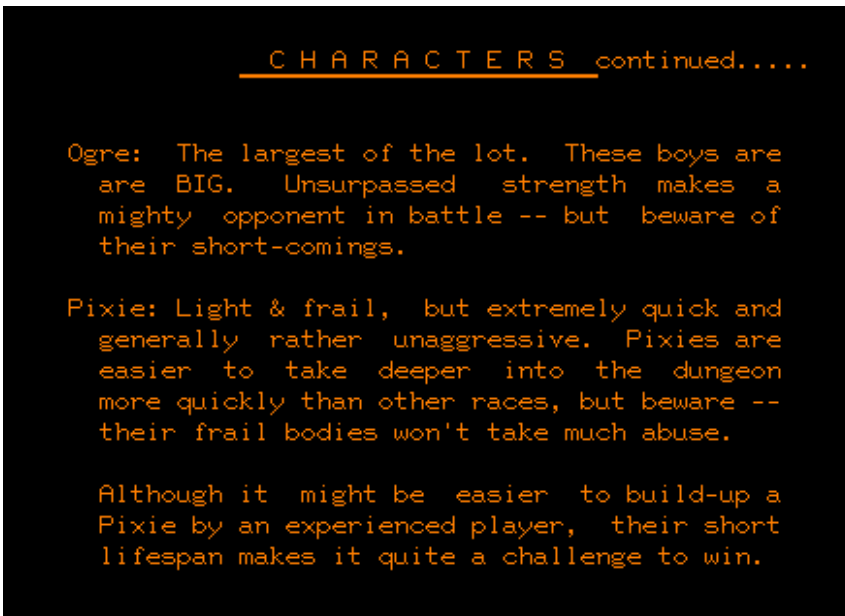 C H A R A C T E R S continued.....
Ogre: The largest of the lot. These boys are
are BIG. Unsurpassed strength makes a
mighty opponent in battle -- but beware of
their short-comings.
Pixie: Light & frail, but extremely quick and
generally rather unaggressive. Pixies are
easier to take deeper into the dungeon
more quickly than other races, but beware --
their frail bodies won't take much abuse.
Although it might be easier to build-up a
Pixie by an experienced player, their short
lifespan makes it quite a challenge to win.